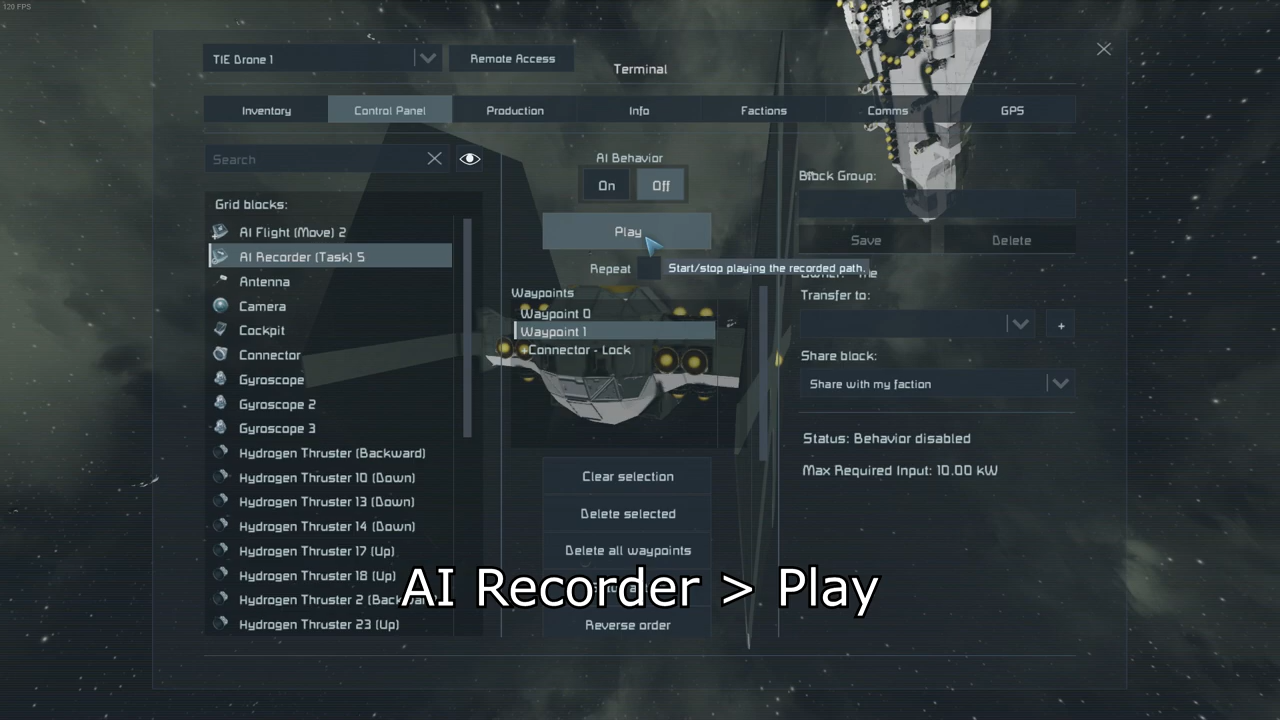 120 FPS
TIE Drone 1
Remote Access
Terminal
Inventory
Control Panel
Production
Info
Factions
Comms
GPS
Search
Grid blocks:
AI Flight (Move) 2
AI Recorder (Task) 5
Antenna
Camera
Cockpit
Connector
Gyroscope
Gyroscope 2
Gyroscope 3
Hydrogen Thruster (Backward)
Hydrogen Thruster 10 (Down)
Hydrogen Thruster 13 (Down)
Hydrogen Thruster 14 (Down)
Hydrogen Thruster 17 (Up)
Hydrogen Thruster 18 (Up)
Hydrogen Thruster 2
Hydrogen Thruster 23 (Up)
AI Behavior
On
Off
Play
Repeat
Start/stop playing the recorded path.
Waypoints
Waypoint 0
Waypoint 1
+Connector - Lock
Clear selection
Delete selected
Delete all waypoints
Reverse order
Block Group:
Save
Delete
Me
Transfer to:
+
Share block:
Share with my faction
Status: Behavior disabled
Max Required Input: 10.00 kW
AI Recorder > Play